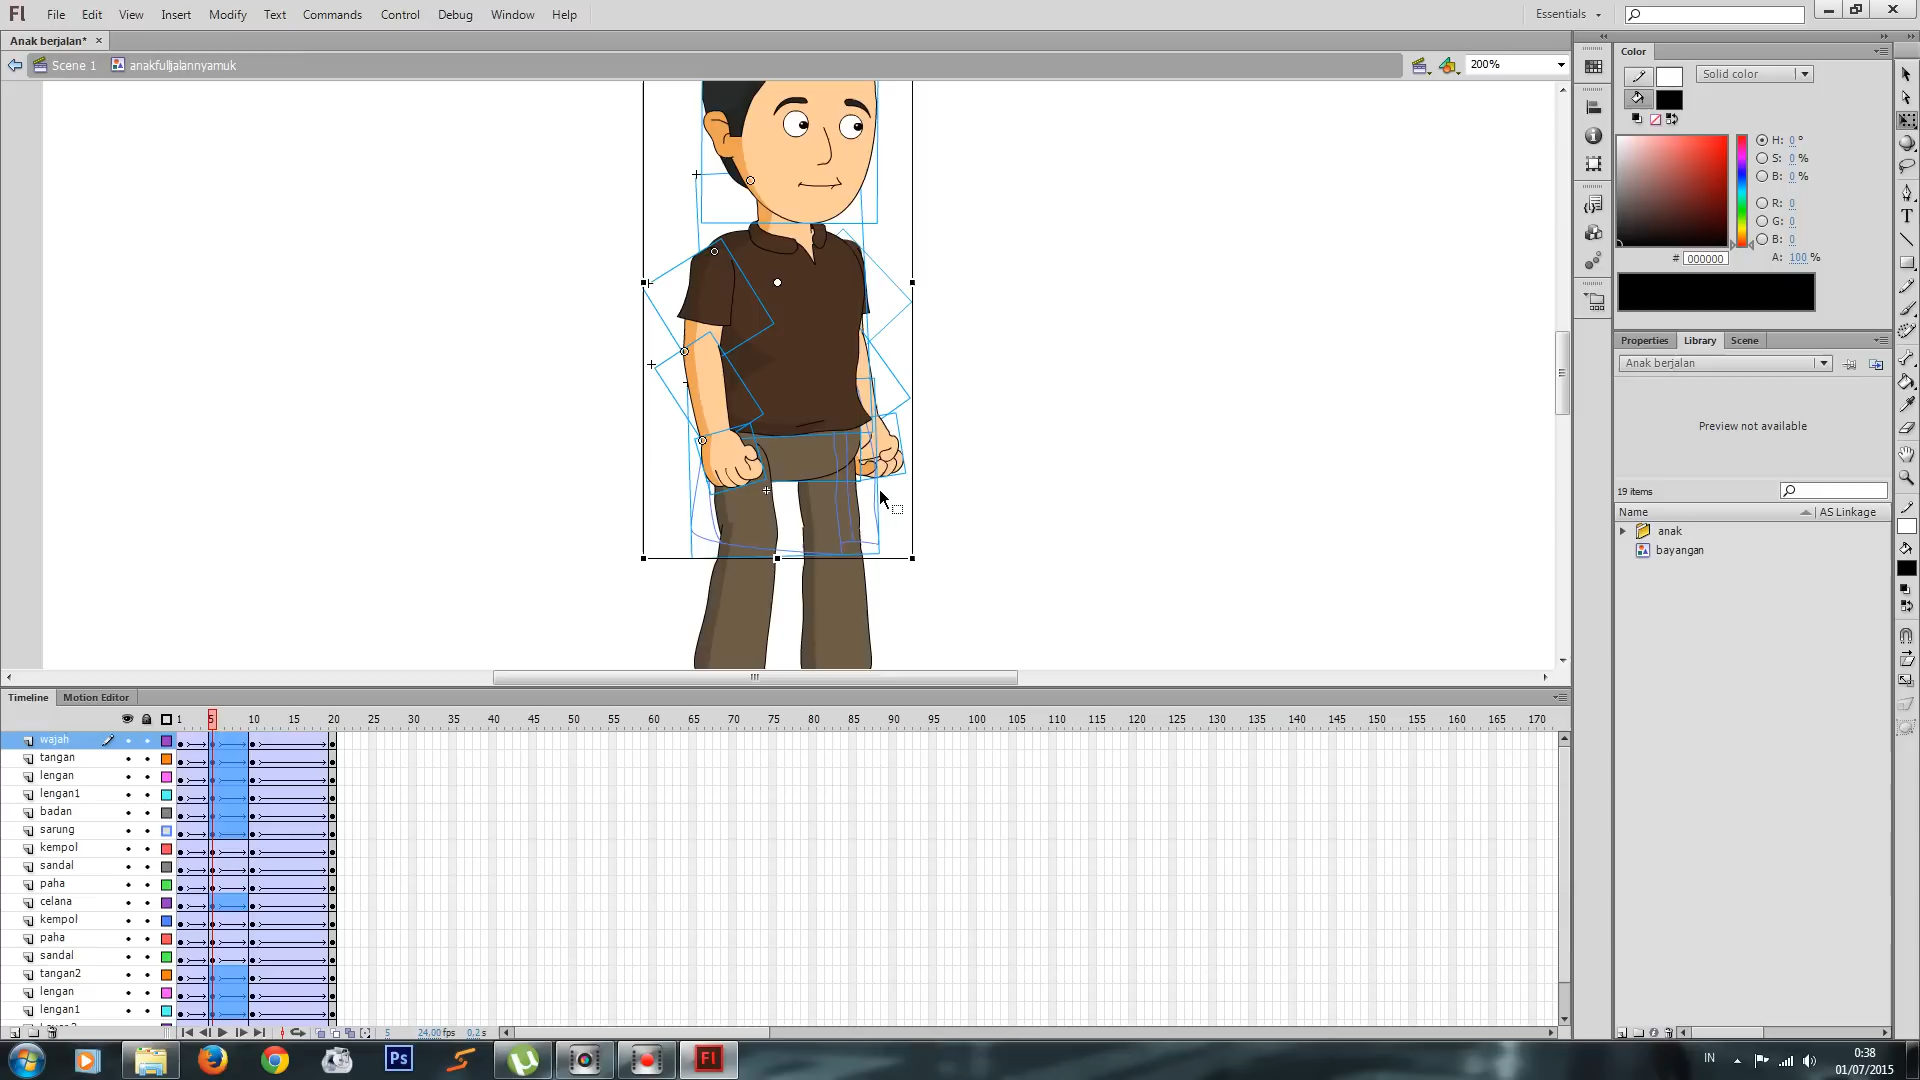 Fl File Edit View Insert Modify Text Commands Control Debug Window Help Essentials
Anak berjalan* ×
Scene 1 anakfulljalannyamuk 200%
Color
Solid color
H: 0 °
S: 0 %
B: 0 %
R: 0
G: 0
B: 0
# 000000 A: 100 %
Properties Library Scene
Anak berjalan
Preview not available
19 items
Name AS Linkage
anak
bayangan
Timeline Motion Editor
1 5 10 15 20 25 30 35 40 45 50 55 60 65 70 75 80 85 90 95 100 105 110 115 120 125 130 135 140 145 150 155 160 165 170
wajah
tangan
lengan
lengan1
badan
sarung
kempol
sandal
paha
celana
kempol
paha
sandal
tangan2
lengan
lengan1
5 24.00 fps 0.2 s
Ps Fl IN 0:38
01/07/2015